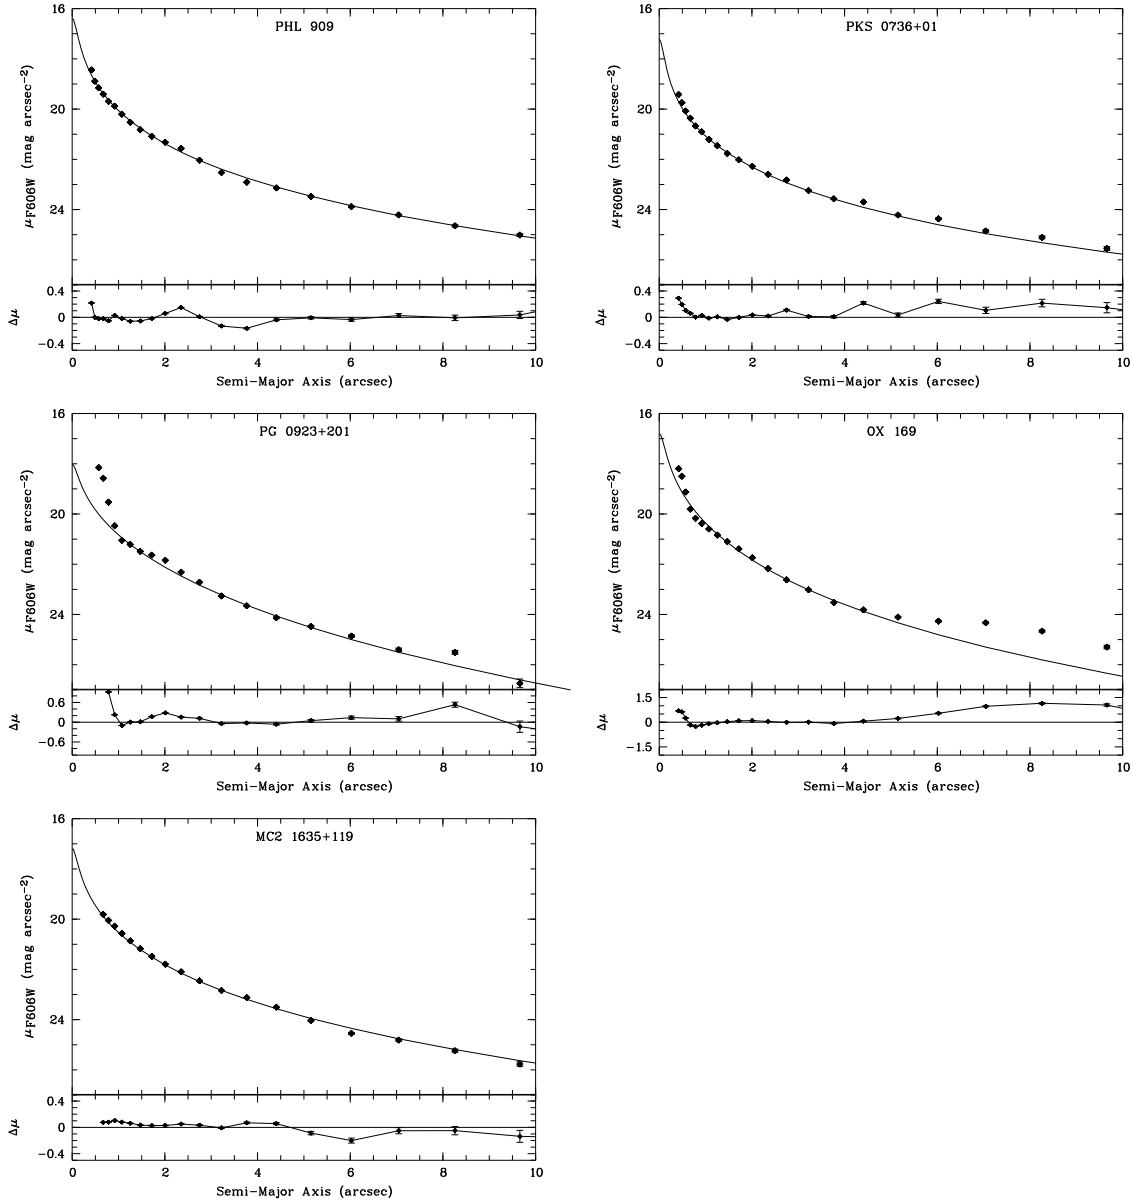 PHL 909
16
20
24
μF606W (mag arcsec−2)
0.4
0
−0.4
Δμ
0 2 4 6 8 10
Semi−Major Axis (arcsec)
PKS 0736+01
16
20
24
μF606W (mag arcsec−2)
0.4
0
−0.4
Δμ
0 2 4 6 8 10
Semi−Major Axis (arcsec)
PG 0923+201
16
20
24
μF606W (mag arcsec−2)
0.6
0
−0.6
Δμ
0 2 4 6 8 10
Semi−Major Axis (arcsec)
OX 169
16
20
24
μF606W (mag arcsec−2)
1.5
0
−1.5
Δμ
0 2 4 6 8 10
Semi−Major Axis (arcsec)
MC2 1635+119
16
20
24
μF606W (mag arcsec−2)
0.4
0
−0.4
Δμ
0 2 4 6 8 10
Semi−Major Axis (arcsec)